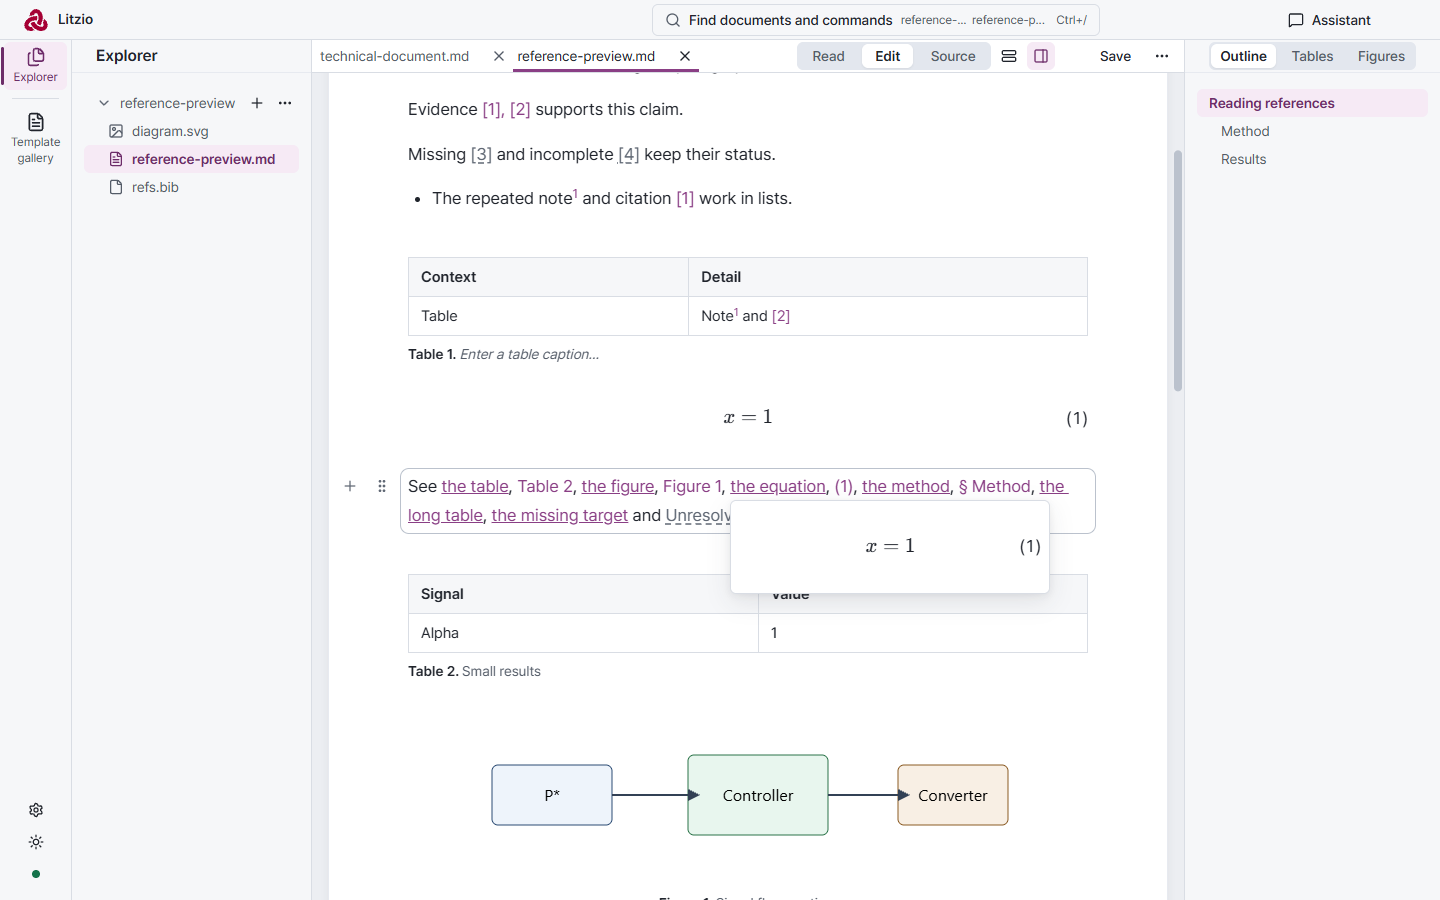 Litzio
Find documents and commands reference-... reference-p... Ctrl+/
Assistant
Explorer
Template gallery
Explorer
reference-preview
diagram.svg
reference-preview.md
refs.bib
technical-document.md
reference-preview.md
Read Edit Source
Save
Outline Tables Figures
Reading references
Method
Results
Evidence [1], [2] supports this claim.
Missing [3] and incomplete [4] keep their status.
• The repeated note1 and citation [1] work in lists.
Context Detail
Table Note1 and [2]
Table 1. Enter a table caption...
x = 1 (1)
See the table, Table 2, the figure, Figure 1, the equation, (1), the method, § Method, the
long table, the missing target and
x = 1 (1)
Signal Value
Alpha 1
Table 2. Small results
P* Controller Converter